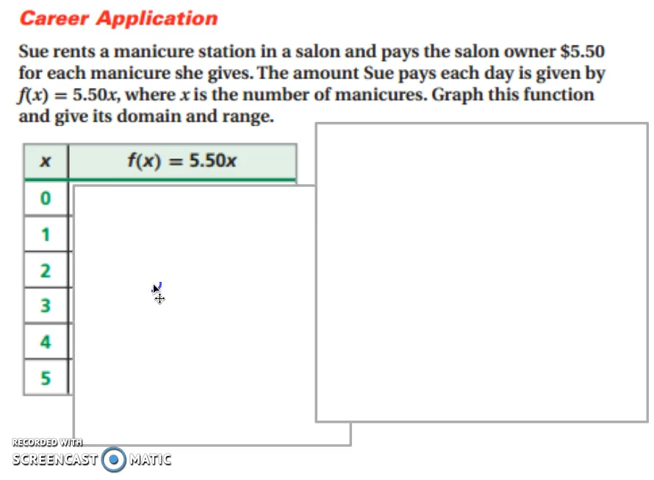 Career Application
Sue rents a manicure station in a salon and pays the salon owner $5.50
for each manicure she gives. The amount Sue pays each day is given by
f(x) = 5.50x, where x is the number of manicures. Graph this function
and give its domain and range.
x f(x) = 5.50x
0
1
2
3
4
5
RECORDED WITH
SCREENCAST MATIC